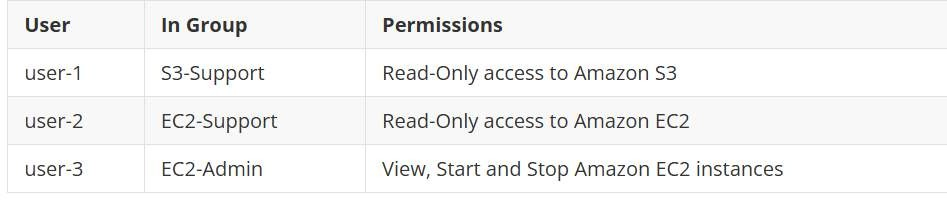 User In Group Permissions
user-1 S3-Support Read-Only access to Amazon S3
user-2 EC2-Support Read-Only access to Amazon EC2
user-3 EC2-Admin View, Start and Stop Amazon EC2 instances